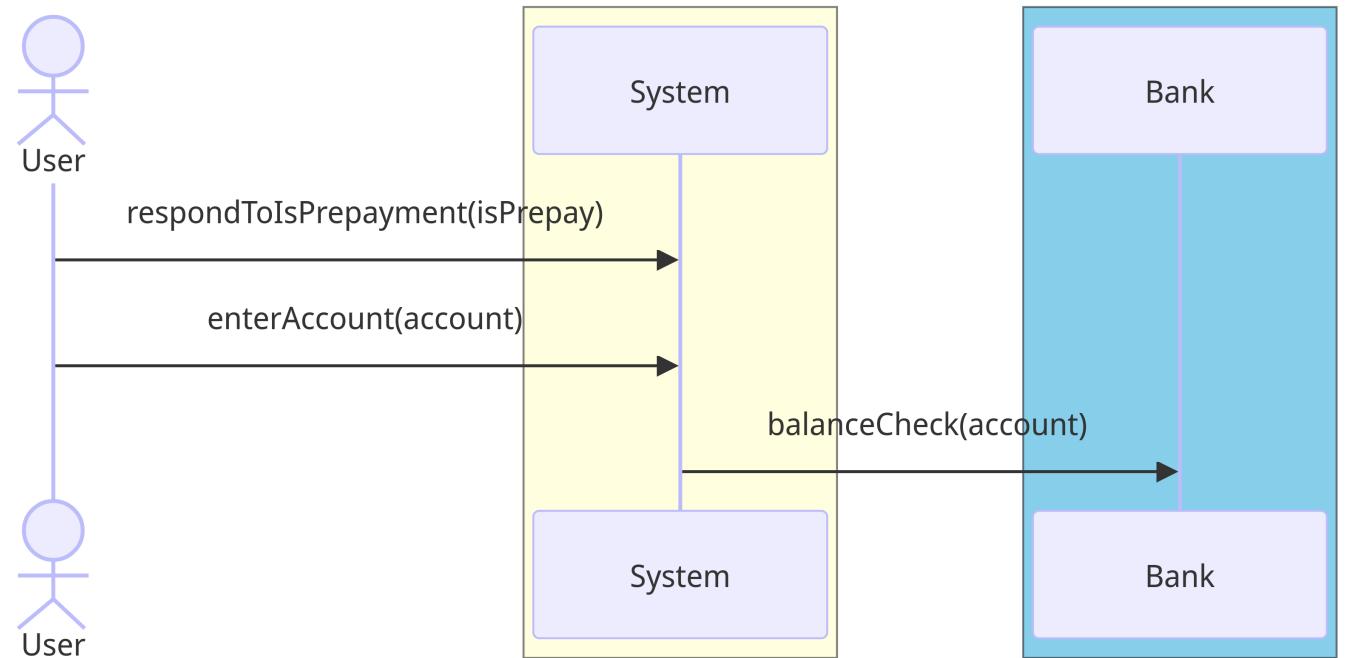 System
Bank
User
respondToIsPrepayment(isPrepay)
enterAccount(account)
balanceCheck(account)
System
Bank
User